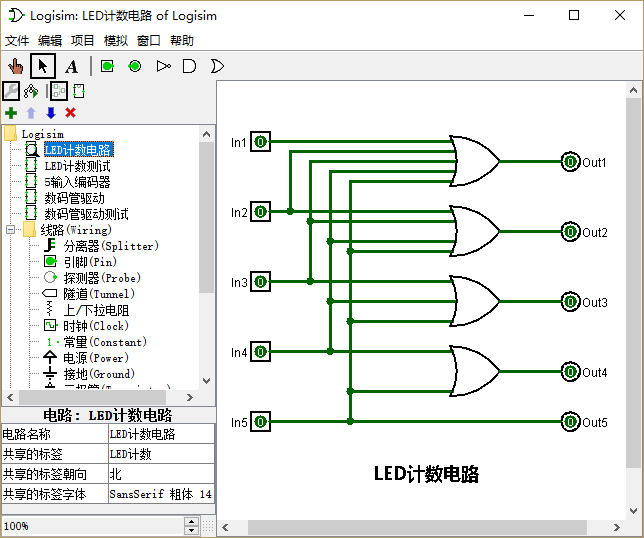 Logisim: LED计数电路 of Logisim
文件 编辑 项目 模拟 窗口 帮助
A
Logisim
LED计数电路
LED计数测试
5输入编码器
数码管驱动
数码管驱动测试
线路(Wiring)
分离器(Splitter)
引脚(Pin)
探测器(Probe)
隧道(Tunnel)
上/下拉电阻
时钟(Clock)
1 · 常量(Constant)
电源(Power)
接地(Ground)
电路: LED计数电路
电路名称 LED计数电路
共享的标签 LED计数
共享的标签朝向 北
共享的标签字体 SansSerif 粗体 14
100%
In1 0
0 Out1
In2 0
0 Out2
In3 0
0 Out3
In4 0
0 Out4
In5 0
0 Out5
LED计数电路